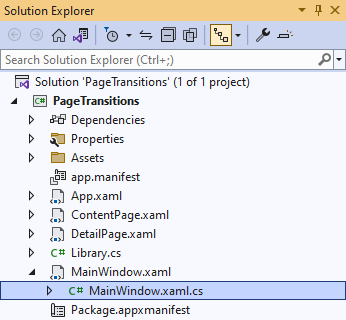 Solution Explorer
Search Solution Explorer (Ctrl+;)
Solution 'PageTransitions' (1 of 1 project)
C# PageTransitions
Dependencies
Properties
Assets
app.manifest
App.xaml
ContentPage.xaml
DetailPage.xaml
C# Library.cs
MainWindow.xaml
C# MainWindow.xaml.cs
Package.appxmanifest